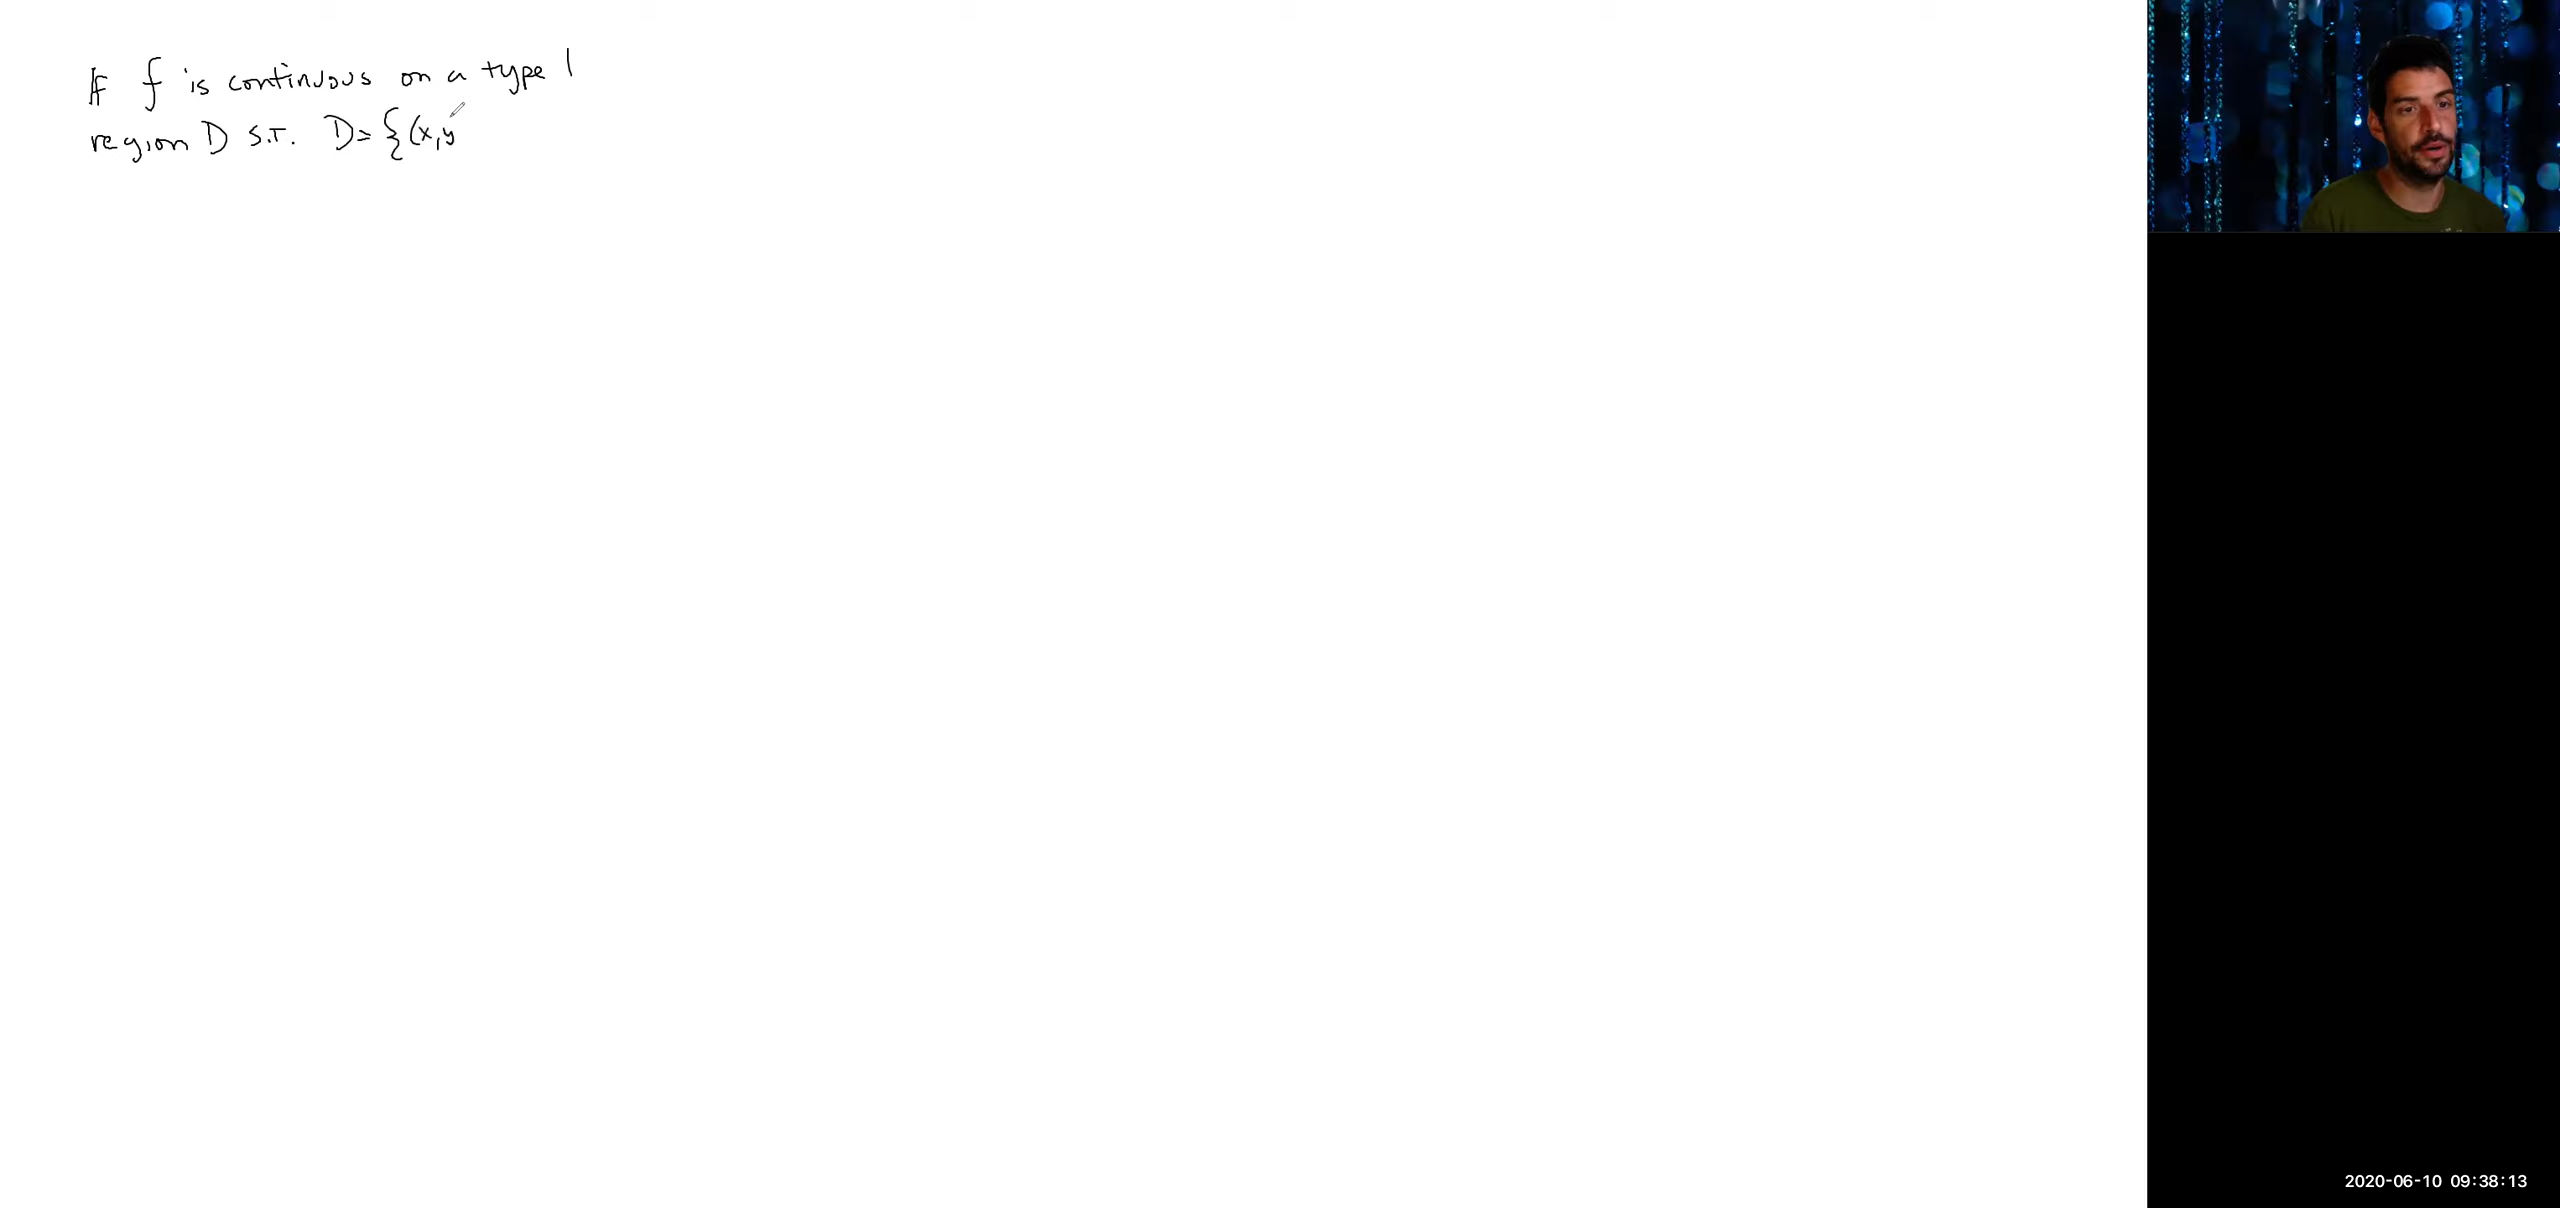 If f is continuous on a type 1
region D S.T. D = {(x,y
2020-06-10 09:38:13